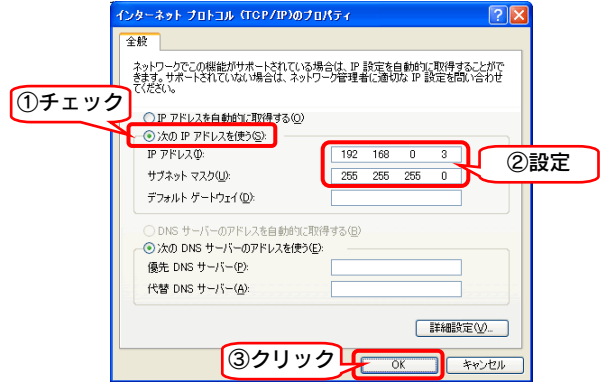 インターネット プロトコル (TCP/IP)のプロパティ
全般
ネットワークでこの機能がサポートされている場合は、IP 設定を自動的に取得することがで
きます。サポートされていない場合は、ネットワーク管理者に適切な IP 設定を問い合わせ
てください。
①チェック
IP アドレスを自動的に取得する(O)
次の IP アドレスを使う(S):
IP アドレス(I):
192 168 0 3
②設定
サブネット マスク(U):
255 255 255 0
デフォルト ゲートウェイ(D):
DNS サーバーのアドレスを自動的に取得する(B)
次の DNS サーバーのアドレスを使う(E):
優先 DNS サーバー(P):
代替 DNS サーバー(A):
詳細設定(V)...
③クリック
OK
キャンセル